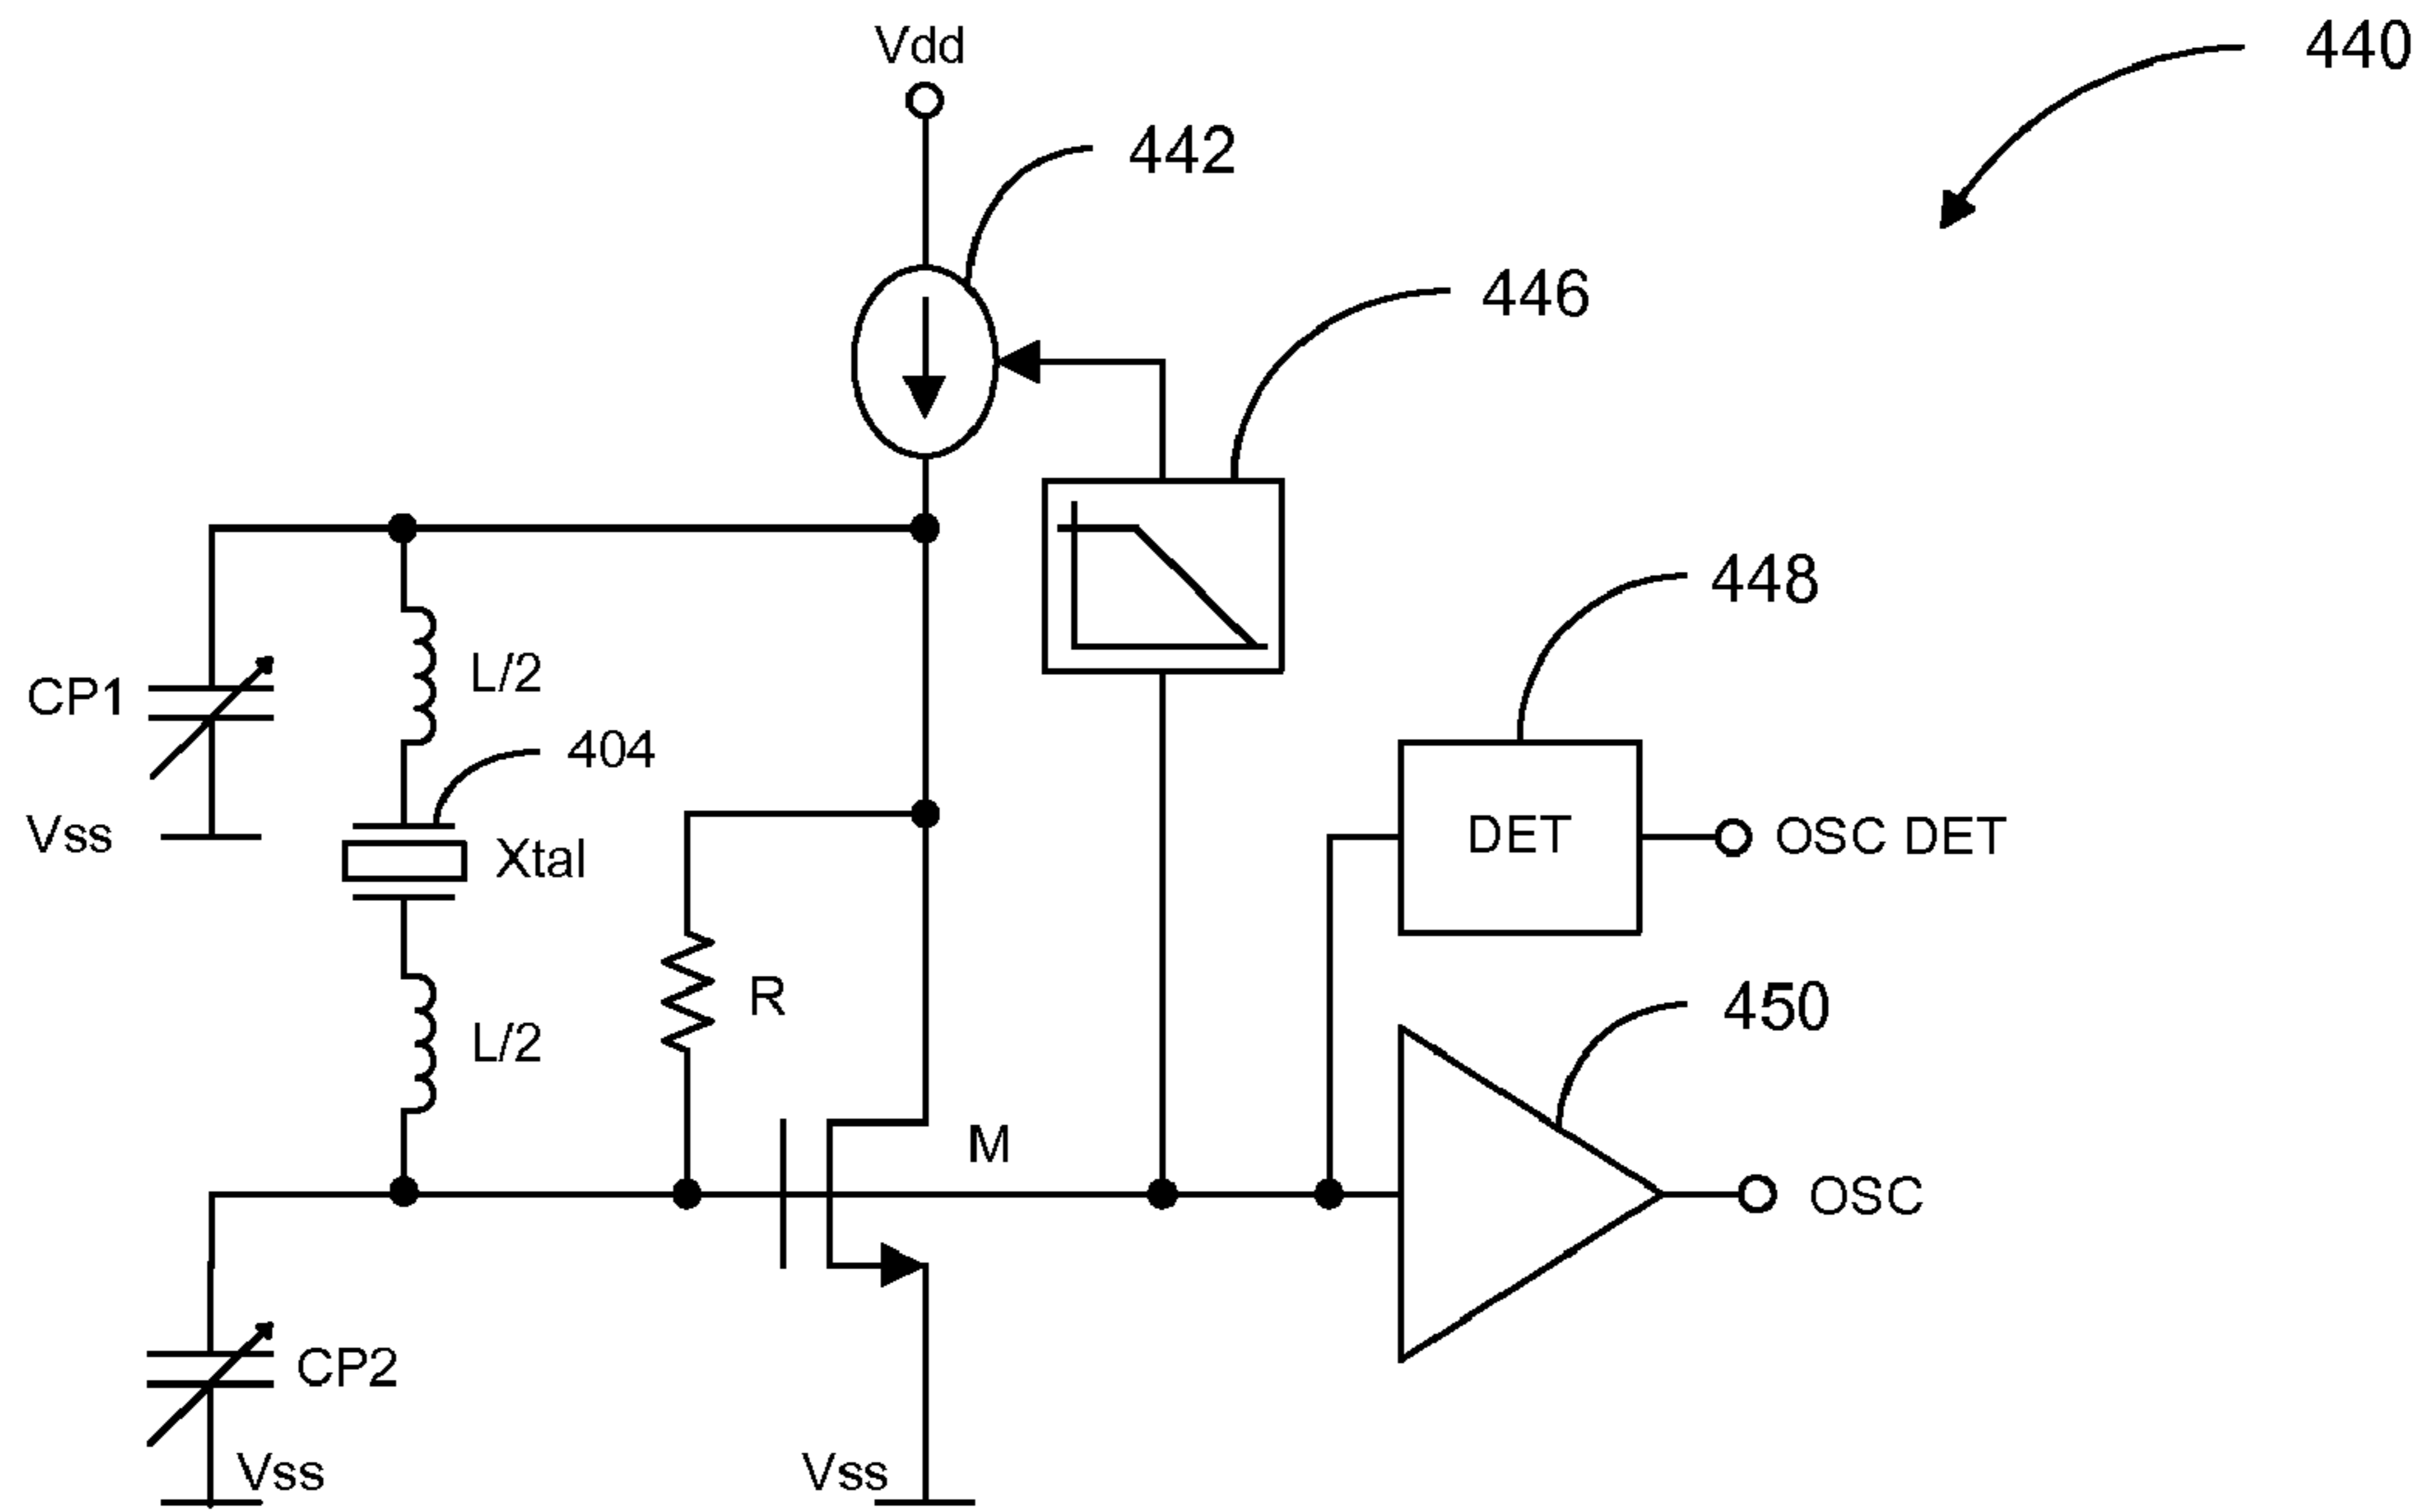 Vdd
440
442
446
448
L/2
CP1
404
Vss
Xtal
DET
OSC DET
R
450
L/2
M
OSC
CP2
Vss
Vss